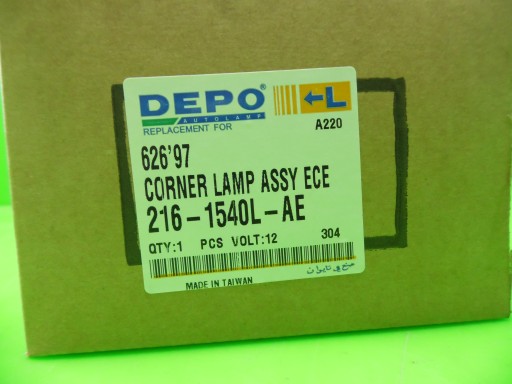 DEPO®
←L
AUTOLAMP
REPLACEMENT FOR
A220
626'97
CORNER LAMP ASSY ECE
216-1540L-AE
QTY:1 PCS VOLT:12 304
MADE IN TAIWAN